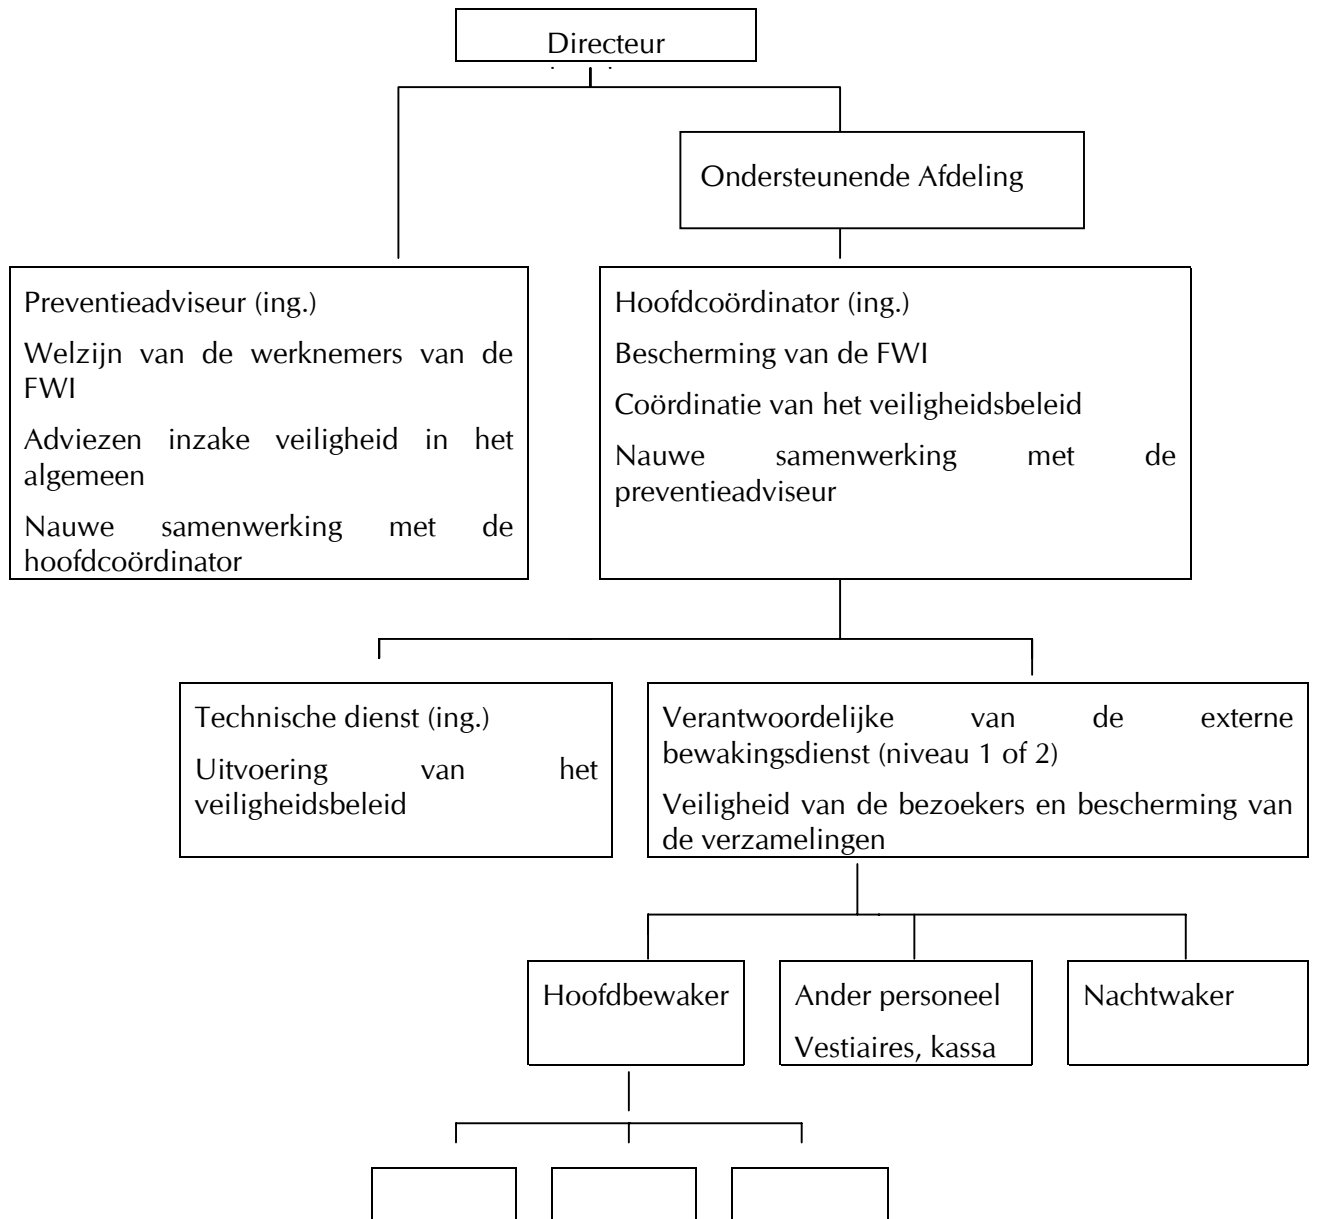 Directeur
Ondersteunende Afdeling
Preventieadviseur (ing.)
Welzijn van de werknemers van de
FWI
Adviezen inzake veiligheid in het
algemeen
Nauwe samenwerking met de
hoofdcoördinator
Hoofdcoördinator (ing.)
Bescherming van de FWI
Coördinatie van het veiligheidsbeleid
Nauwe samenwerking met de
preventieadviseur
Technische dienst (ing.)
Uitvoering van het
veiligheidsbeleid
Verantwoordelijke van de externe
bewakingsdienst (niveau 1 of 2)
Veiligheid van de bezoekers en bescherming van
de verzamelingen
Hoofdbewaker
Ander personeel
Vestiaires, kassa
Nachtwaker